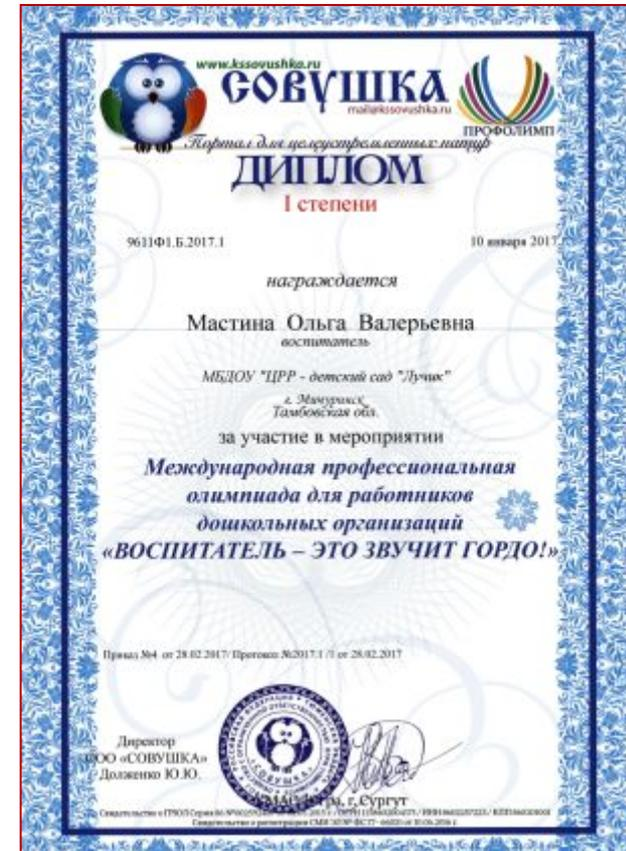 www.kssovushka.ru
СОВУШКА
mail@kssovushka.ru
ПРОФОЛИМП
Портал для целеустремленных натур
ДИПЛОМ
I степени
9611Ф1.Б.2017.1
10 января 2017
награждается
Мастина Ольга Валерьевна
воспитатель
МБДОУ "ЦРР - детский сад "Лучик"
г. Мичуринск
Тамбовская обл.
за участие в мероприятии
Международная профессиональная
олимпиада для работников
дошкольных организаций
«ВОСПИТАТЕЛЬ – ЭТО ЗВУЧИТ ГОРДО!»
Приказ №4 от 28.02.2017/ Протокол №2017.1 /1 от 28.02.2017
Директор
ООО «СОВУШКА»
Долженко Ю.Ю.
СОВУШКА
г. Сургут